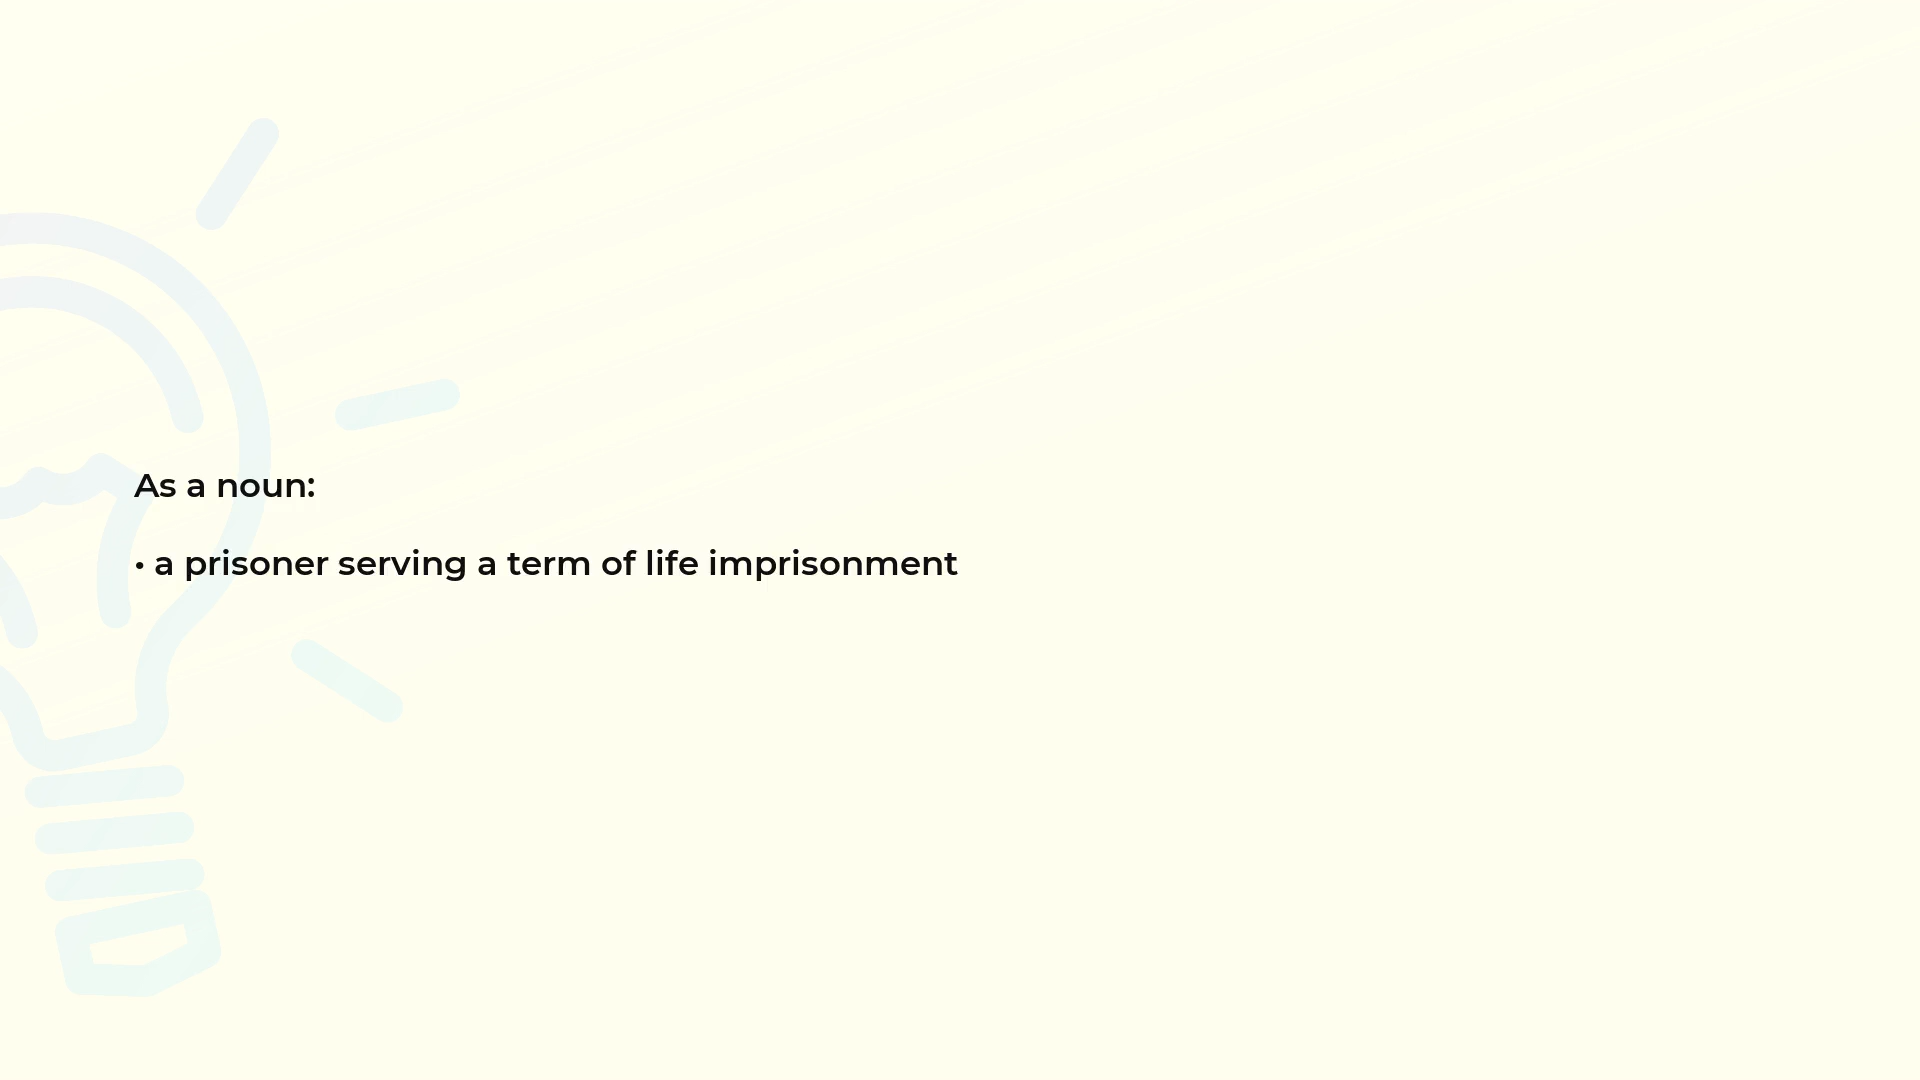 As a noun:
• a prisoner serving a term of life imprisonment